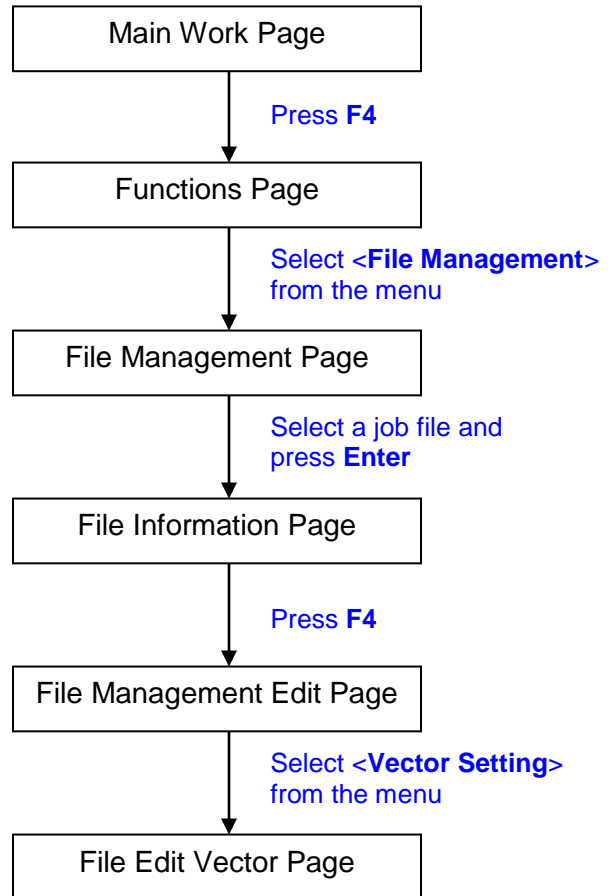 Main Work Page
Press F4
Functions Page
Select <File Management>
from the menu
File Management Page
Select a job file and
press Enter
File Information Page
Press F4
File Management Edit Page
Select <Vector Setting>
from the menu
File Edit Vector Page